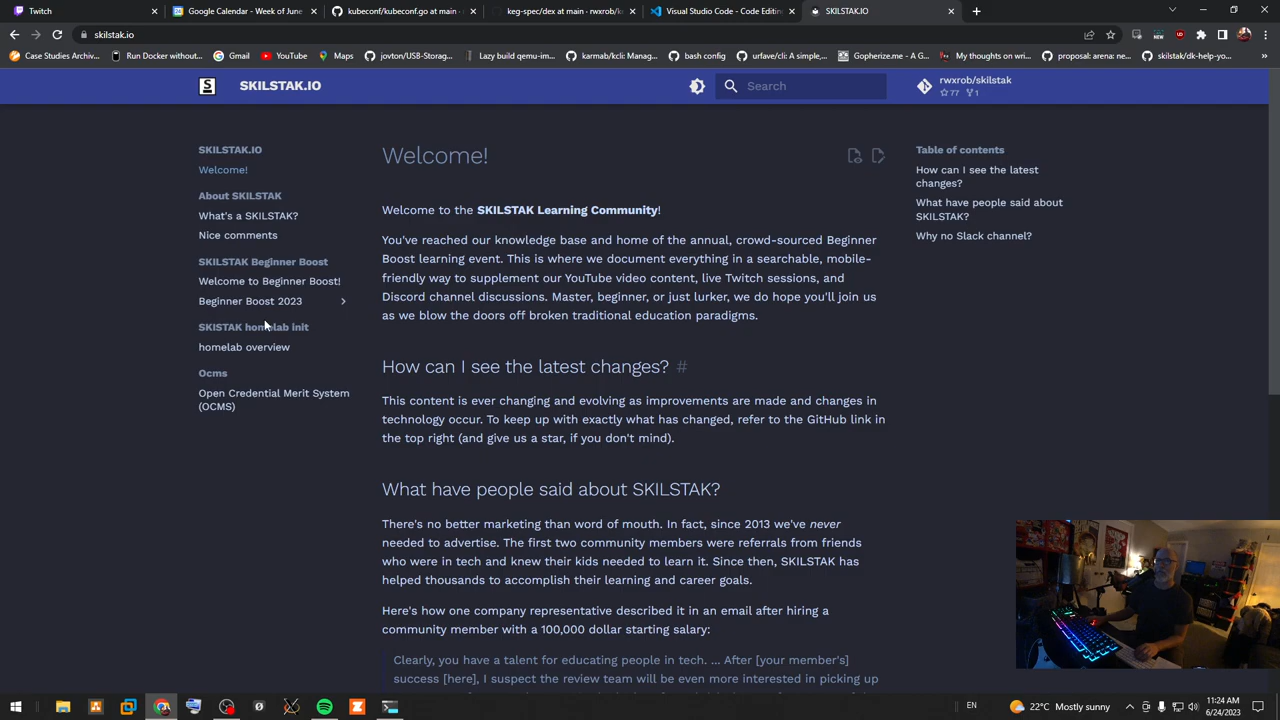 Twitch
Google Calendar - Week of June
kubeconf/kubeconf.go at main ·
keg-spec/dex at main · rwxrob/k
Visual Studio Code - Code Editin
SKILSTAK.IO
skilstak.io
Case Studies Archiv...
Run Docker without...
Gmail
YouTube
Maps
joyton/USB-Storag...
Lazy build qemu-im...
karmab/kcli: Manag...
bash config
urfave/cli: Manage...
Gopherize.me
My thoughts on wri...
proposal: arena: ne...
skilstak/dk-help-yo...
SKILSTAK.IO
Search
rwxrob/skilstak
77 1
SKILSTAK.IO
Welcome!
About SKILSTAK
What's a SKILSTAK?
Nice comments
SKILSTAK Beginner Boost
Welcome to Beginner Boost!
Beginner Boost 2023
SKISTAK homelab init
homelab overview
Ocms
Open Credential Merit System
(OCMS)
Welcome!
Welcome to the SKILSTAK Learning Community!
You've reached our knowledge base and home of the annual, crowd-sourced Beginner
Boost learning event. This is where we document everything in a searchable, mobile-
friendly way to supplement our YouTube video content, live Twitch sessions, and
Discord channel discussions. Master, beginner, or just lurker, we do hope you'll join us
as we blow the doors off broken traditional education paradigms.
How can I see the latest changes? #
This content is ever changing and evolving as improvements are made and changes in
technology occur. To keep up with exactly what has changed, refer to the GitHub link in
the top right (and give us a star, if you don't mind).
What have people said about SKILSTAK?
There's no better marketing than word of mouth. In fact, since 2013 we've never
needed to advertise. The first two community members were referrals from friends
who were in tech and knew their kids needed to learn it. Since then, SKILSTAK has
helped thousands to accomplish their learning and career goals.
Here's how one company representative described it in an email after hiring a
community member with a 100,000 dollar starting salary:
Clearly, you have a talent for educating people in tech. ... After [your member's]
success [here], I suspect the review team will be even more interested in picking up
Table of contents
How can I see the latest
changes?
What have people said about
SKILSTAK?
Why no Slack channel?
22°C Mostly sunny
EN
11:24 AM
6/24/2023